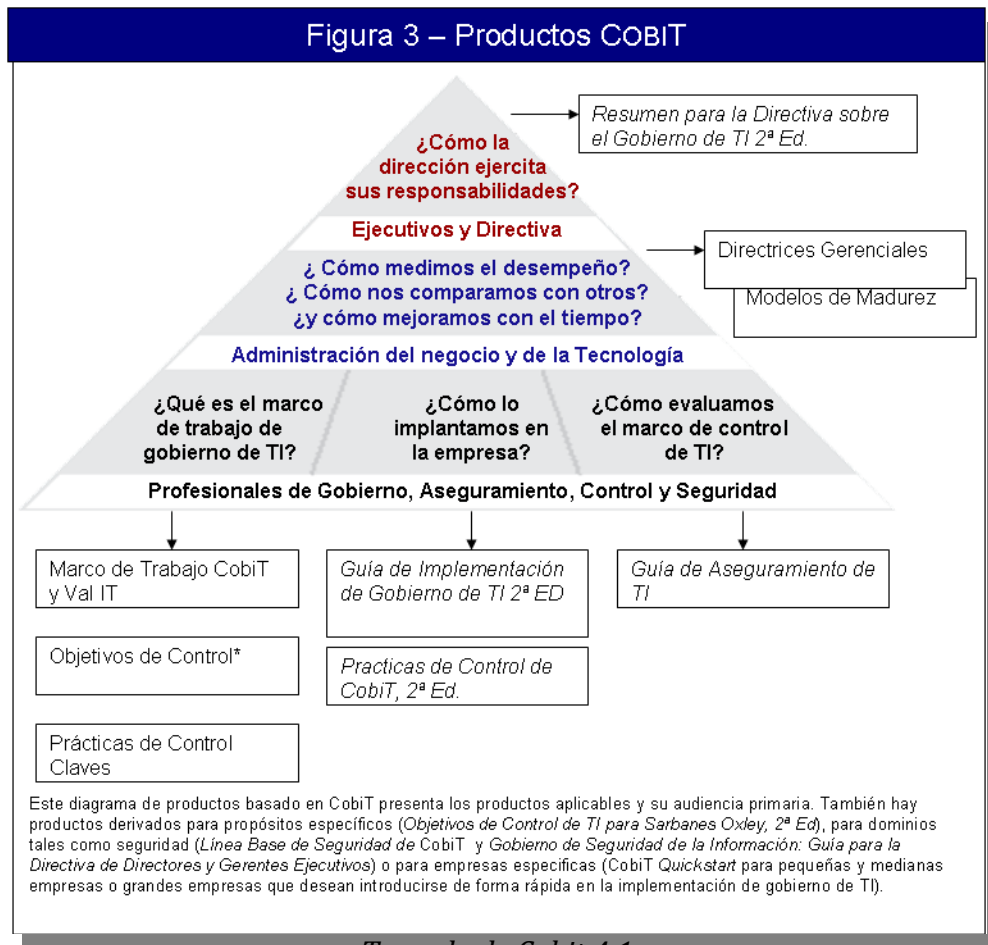 Figura 3 – Productos COBIT
Resumen para la Directiva sobre
el Gobierno de TI 2ª Ed.
¿Cómo la
dirección ejercita
sus responsabilidades?
Ejecutivos y Directiva
Directrices Gerenciales
Modelos de Madurez
¿ Cómo medimos el desempeño?
¿ Cómo nos comparamos con otros?
¿y cómo mejoramos con el tiempo?
Administración del negocio y de la Tecnología
¿Qué es el marco
de trabajo de
gobierno de TI?
¿Cómo lo
implantamos en
la empresa?
¿Cómo evaluamos
el marco de control
de TI?
Profesionales de Gobierno, Aseguramiento, Control y Seguridad
Marco de Trabajo CobiT
y Val IT
Objetivos de Control*
Prácticas de Control
Claves
Guía de Implementación
de Gobierno de TI 2ª ED
Practicas de Control de
CobiT, 2ª Ed.
Guía de Aseguramiento de
TI
Este diagrama de productos basado en CobiT presenta los productos aplicables y su audiencia primaria. También hay
productos derivados para propósitos específicos (Objetivos de Control de TI para Sarbanes Oxley, 2ª Ed), para dominios
tales como seguridad (Línea Base de Seguridad de CobiT y Gobierno de Seguridad de la Información: Guía para la
Directiva de Directores y Gerentes Ejecutivos) o para empresas especificas (CobiT Quickstart para pequeñas y medianas
empresas o grandes empresas que desean introducirse de forma rápida en la implementación de gobierno de TI).